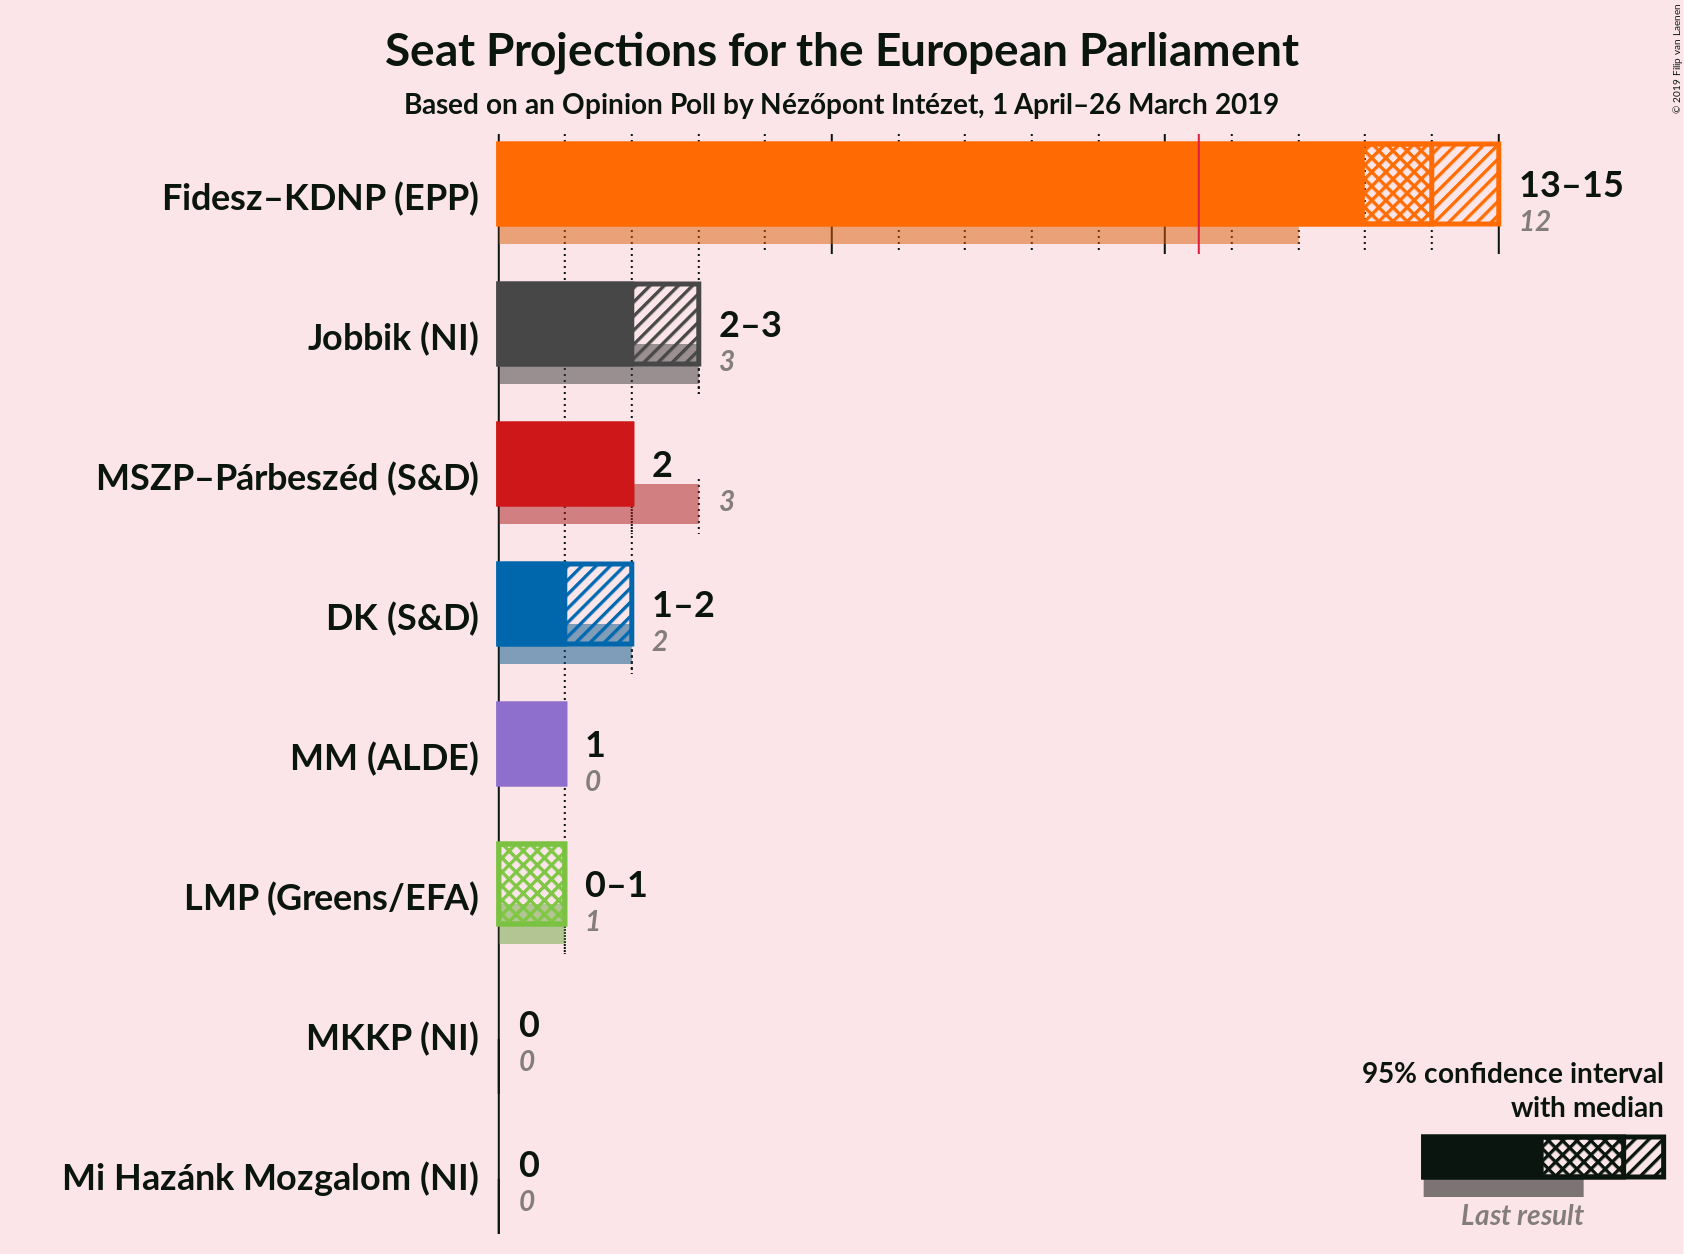 Seat Projections for the European Parliament
Based on an Opinion Poll by Nézőpont Intézet, 1 April–26 March 2019
© 2019 Filip van Laenen
Fidesz–KDNP (EPP)
13–15
12
Jobbik (NI)
2–3
3
MSZP–Párbeszéd (S&D)
2
3
DK (S&D)
1–2
2
MM (ALDE)
1
0
LMP (Greens/EFA)
0–1
1
MKKP (NI)
0
0
Mi Hazánk Mozgalom (NI)
0
0
95% confidence interval
with median
Last result